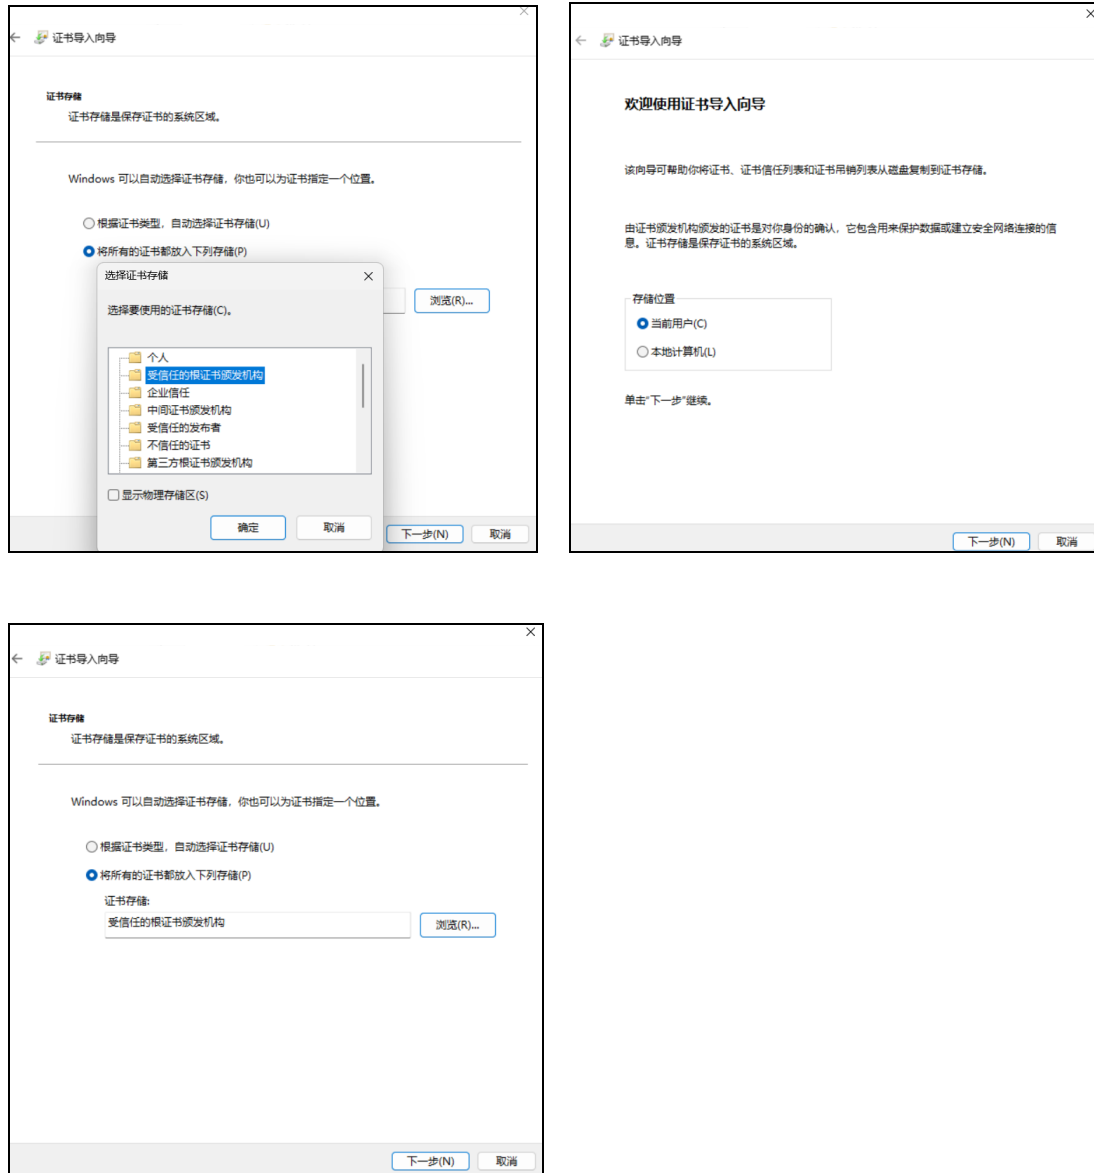 证书导入向导
证书存储
证书存储是保存证书的系统区域。
Windows 可以自动选择证书存储，你也可以为证书指定一个位置。
根据证书类型，自动选择证书存储(U)
将所有的证书都放入下列存储(P)
选择证书存储
浏览(R)...
选择要使用的证书存储(C)。
个人
受信任的根证书颁发机构
企业信任
中间证书颁发机构
受信任的发布者
不信任的证书
第三方根证书颁发机构
显示物理存储区(S)
确定
取消
下一步(N)
取消
证书导入向导
欢迎使用证书导入向导
该向导可帮助你将证书、证书信任列表和证书吊销列表从磁盘复制到证书存储。
由证书颁发机构颁发的证书是对你身份的确认，它包含用来保护数据或建立安全网络连接的信
息。证书存储是保存证书的系统区域。
存储位置
当前用户(C)
本地计算机(L)
单击"下一步"继续。
下一步(N)
取消
证书导入向导
证书存储
证书存储是保存证书的系统区域。
Windows 可以自动选择证书存储，你也可以为证书指定一个位置。
根据证书类型，自动选择证书存储(U)
将所有的证书都放入下列存储(P)
证书存储:
受信任的根证书颁发机构
浏览(R)...
下一步(N)
取消